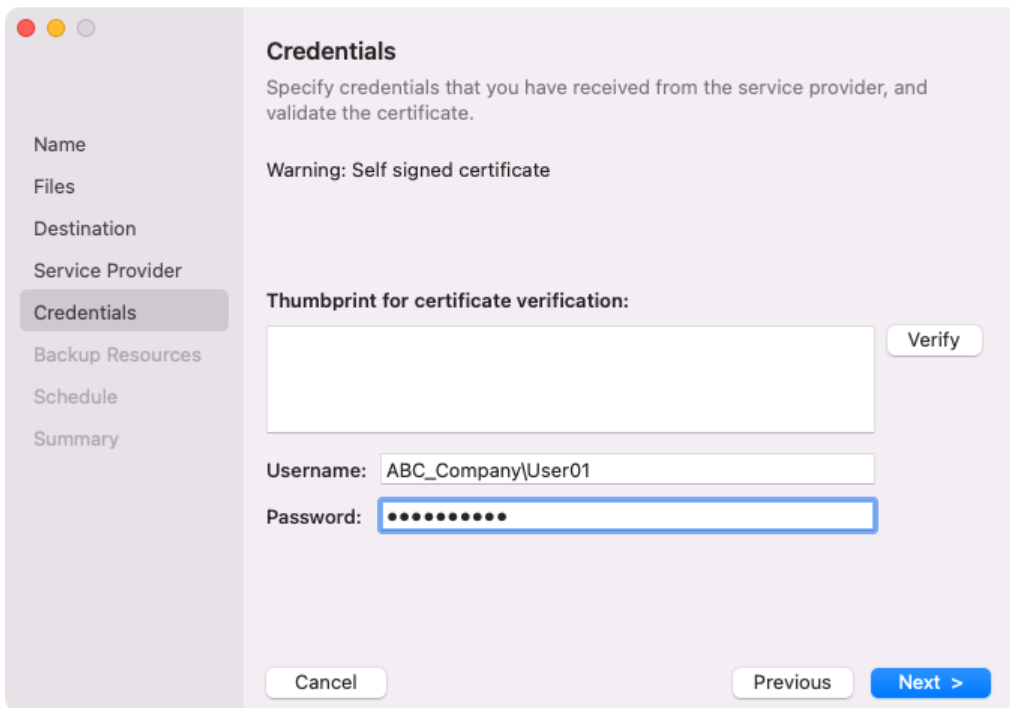 Name
Files
Destination
Service Provider
Credentials
Backup Resources
Schedule
Summary
Credentials
Specify credentials that you have received from the service provider, and
validate the certificate.
Warning: Self signed certificate
Thumbprint for certificate verification:
Verify
Username: ABC_Company\User01
Password: ••••••••••
Cancel
Previous
Next >